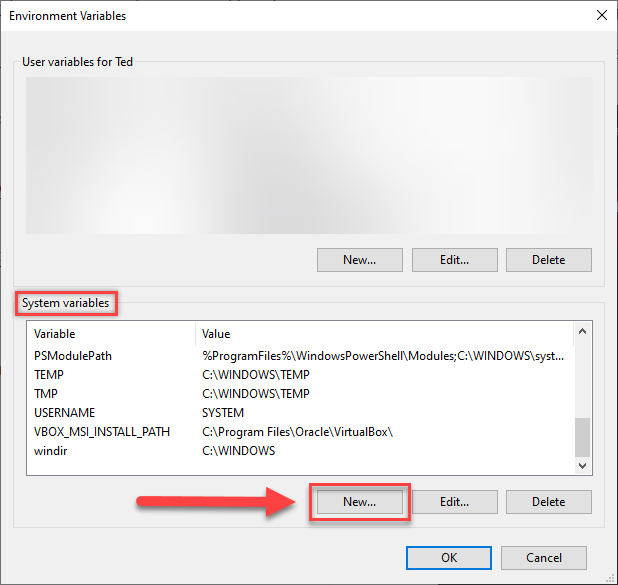 Environment Variables
User variables for Ted
New... Edit... Delete
System variables
Variable Value
PSModulePath %ProgramFiles%\WindowsPowerShell\Modules;C:\WINDOWS\syst...
TEMP C:\WINDOWS\TEMP
TMP C:\WINDOWS\TEMP
USERNAME SYSTEM
VBOX_MSI_INSTALL_PATH C:\Program Files\Oracle\VirtualBox\
windir C:\WINDOWS
New... Edit... Delete
OK Cancel